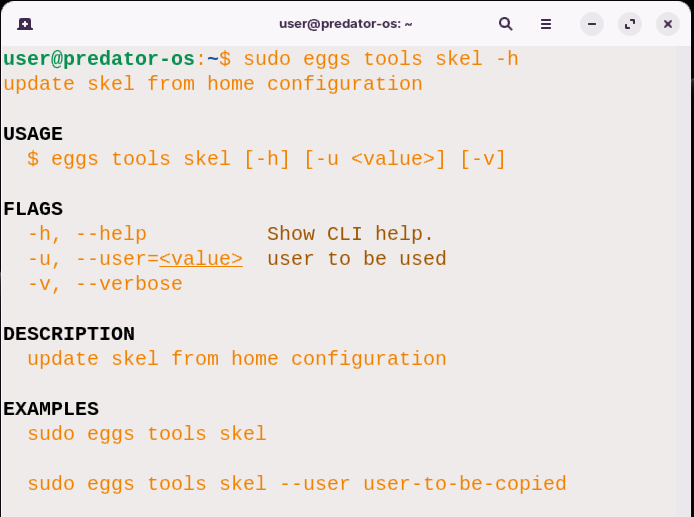 user@predator-os: ~
user@predator-os:~$ sudo eggs tools skel -h
update skel from home configuration
USAGE
$ eggs tools skel [-h] [-u <value>] [-v]
FLAGS
-h, --help Show CLI help.
-u, --user=<value> user to be used
-v, --verbose
DESCRIPTION
update skel from home configuration
EXAMPLES
sudo eggs tools skel
sudo eggs tools skel --user user-to-be-copied